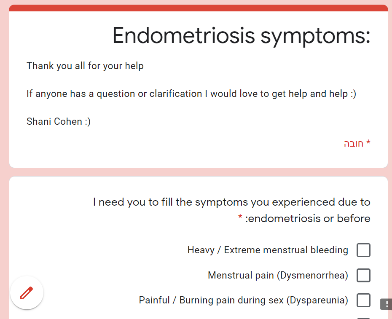 Endometriosis symptoms:
Thank you all for your help
If anyone has a question or clarification I would love to get help and help :)
Shani Cohen :)
* חובה
I need you to fill the symptoms you experienced due to
* :endometriosis or before
Heavy / Extreme menstrual bleeding
Menstrual pain (Dysmenorrhea)
Painful / Burning pain during sex (Dyspareunia)